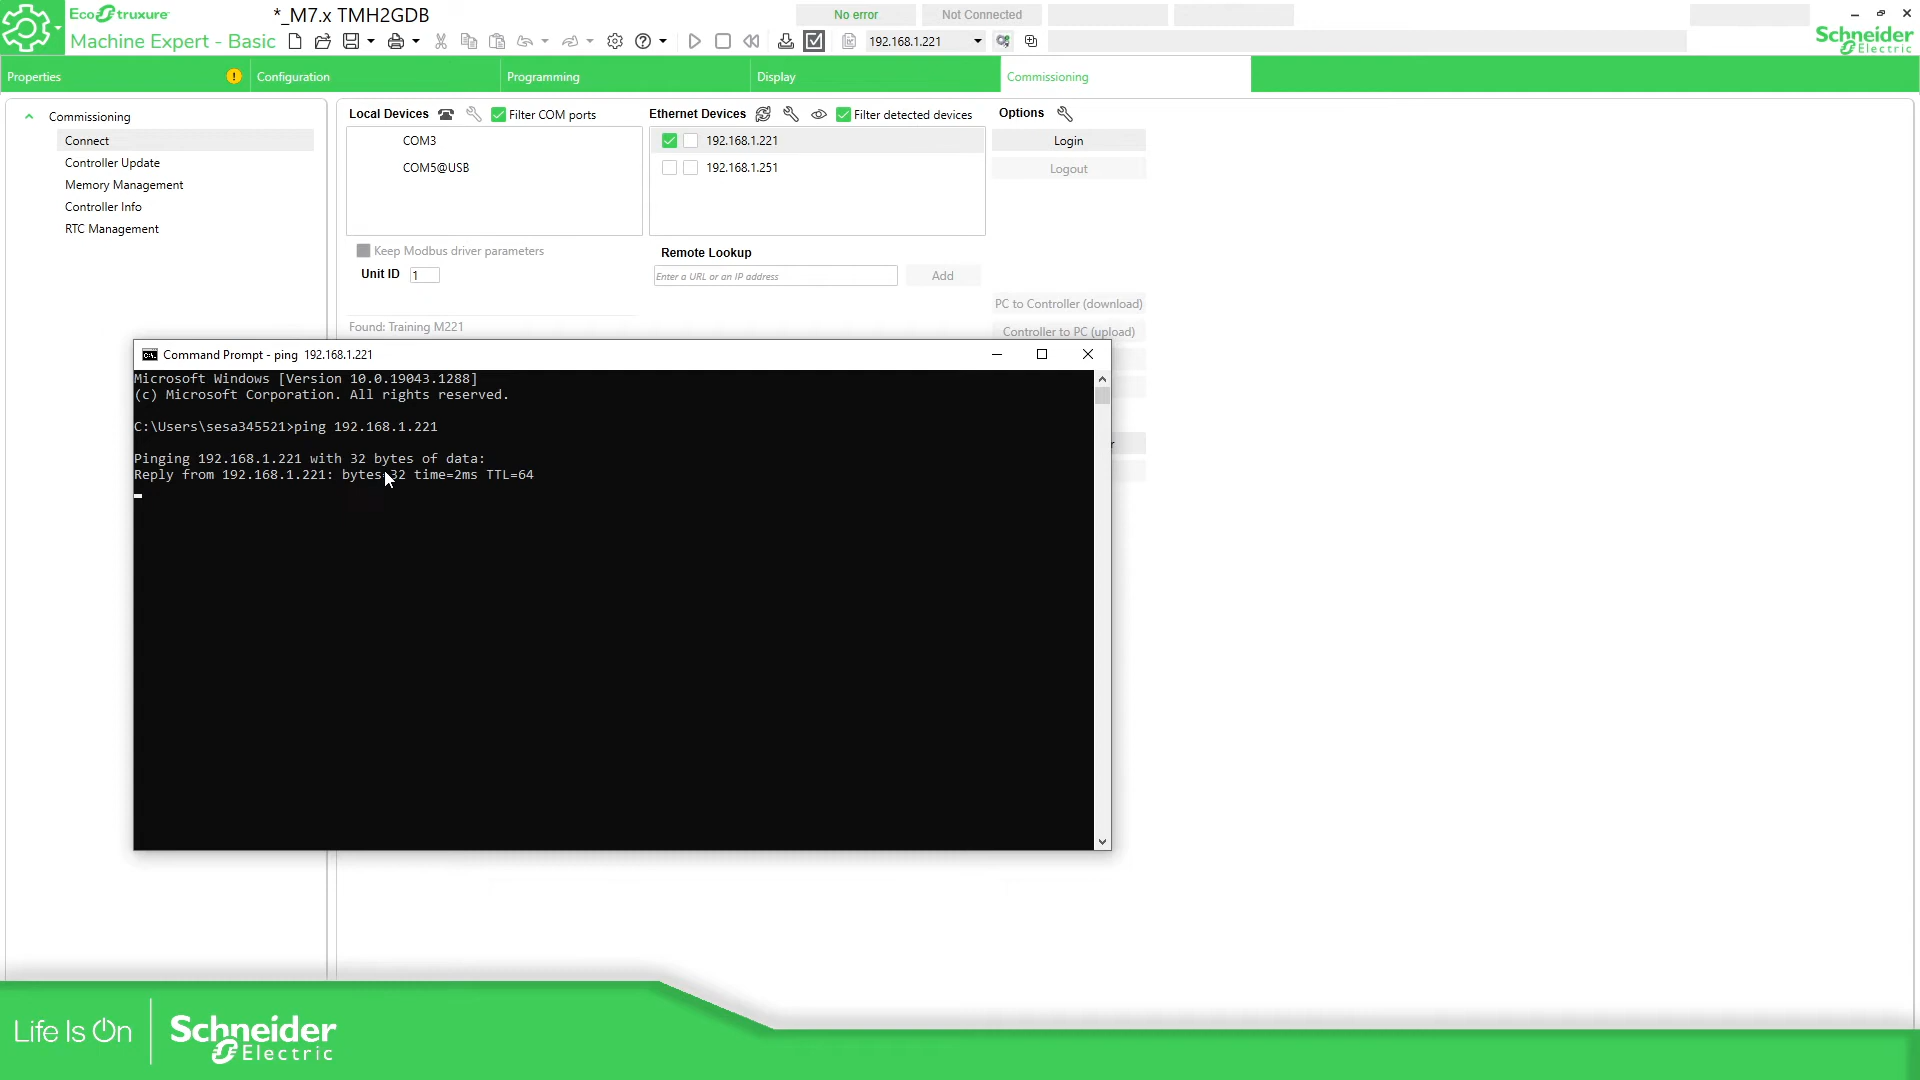 EcoStruxure
*_M7.x TMH2GDB
No error
Not Connected
Machine Expert - Basic
192.168.1.221
Schneider
Electric
Properties
Configuration
Programming
Display
Commissioning
Commissioning
Connect
Controller Update
Memory Management
Controller Info
RTC Management
Local Devices
Filter COM ports
COM3
COM5@USB
Keep Modbus driver parameters
Unit ID 1
Found: Training M221
Ethernet Devices
Filter detected devices
192.168.1.221
192.168.1.251
Remote Lookup
Enter a URL or an IP address
Add
Options
Login
Logout
PC to Controller (download)
Controller to PC (upload)
Command Prompt - ping 192.168.1.221
Microsoft Windows [Version 10.0.19043.1288]
(c) Microsoft Corporation. All rights reserved.
C:\Users\sesa345521>ping 192.168.1.221
Pinging 192.168.1.221 with 32 bytes of data:
Reply from 192.168.1.221: bytes=32 time=2ms TTL=64
Life Is On
Schneider
Electric